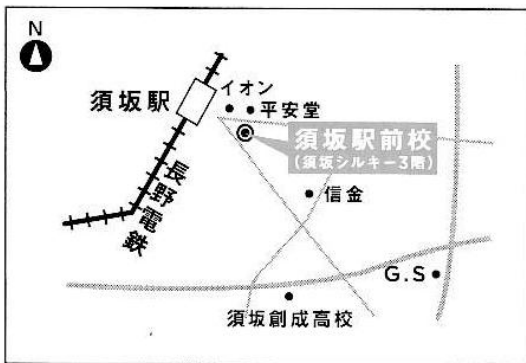 N
須坂駅
イオン
平安堂
須坂駅前校
(須坂シルキー3階)
長野電鉄
信金
G.S
須坂創成高校